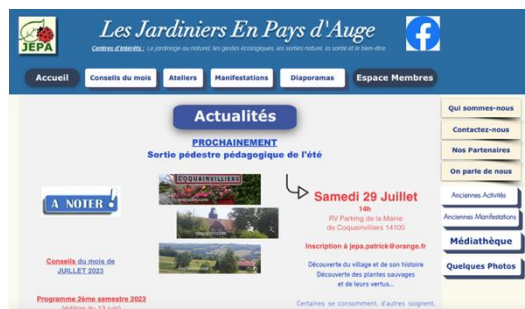 JEPA
Les Jardiniers En Pays d'Auge
Centres d'intérêts : Le jardinage au naturel, les gestes écologiques, les sorties nature, la santé et le bien-être
Accueil
Conseils du mois
Ateliers
Manifestations
Diaporamas
Espace Membres
Actualités
PROCHAINEMENT
Sortie pédestre pédagogique de l'été
A NOTER !
Conseils du mois de
JUILLET 2023
Programme 2ème semestre 2023
(édition du 13 juin)
COQUAINVILLIERS
Samedi 29 Juillet
14h
RV Parking de la Mairie
de Coquainvillers 14100
Inscription à jepa.patrick@orange.fr
Découverte du village et de son histoire
Découverte des plantes sauvages
et de leurs vertus...
Certaines se consomment, d'autres soignent,
Qui sommes-nous
Contactez-nous
Nos Partenaires
On parle de nous
Anciennes Activités
Anciennes Manifestations
Médiathèque
Quelques Photos